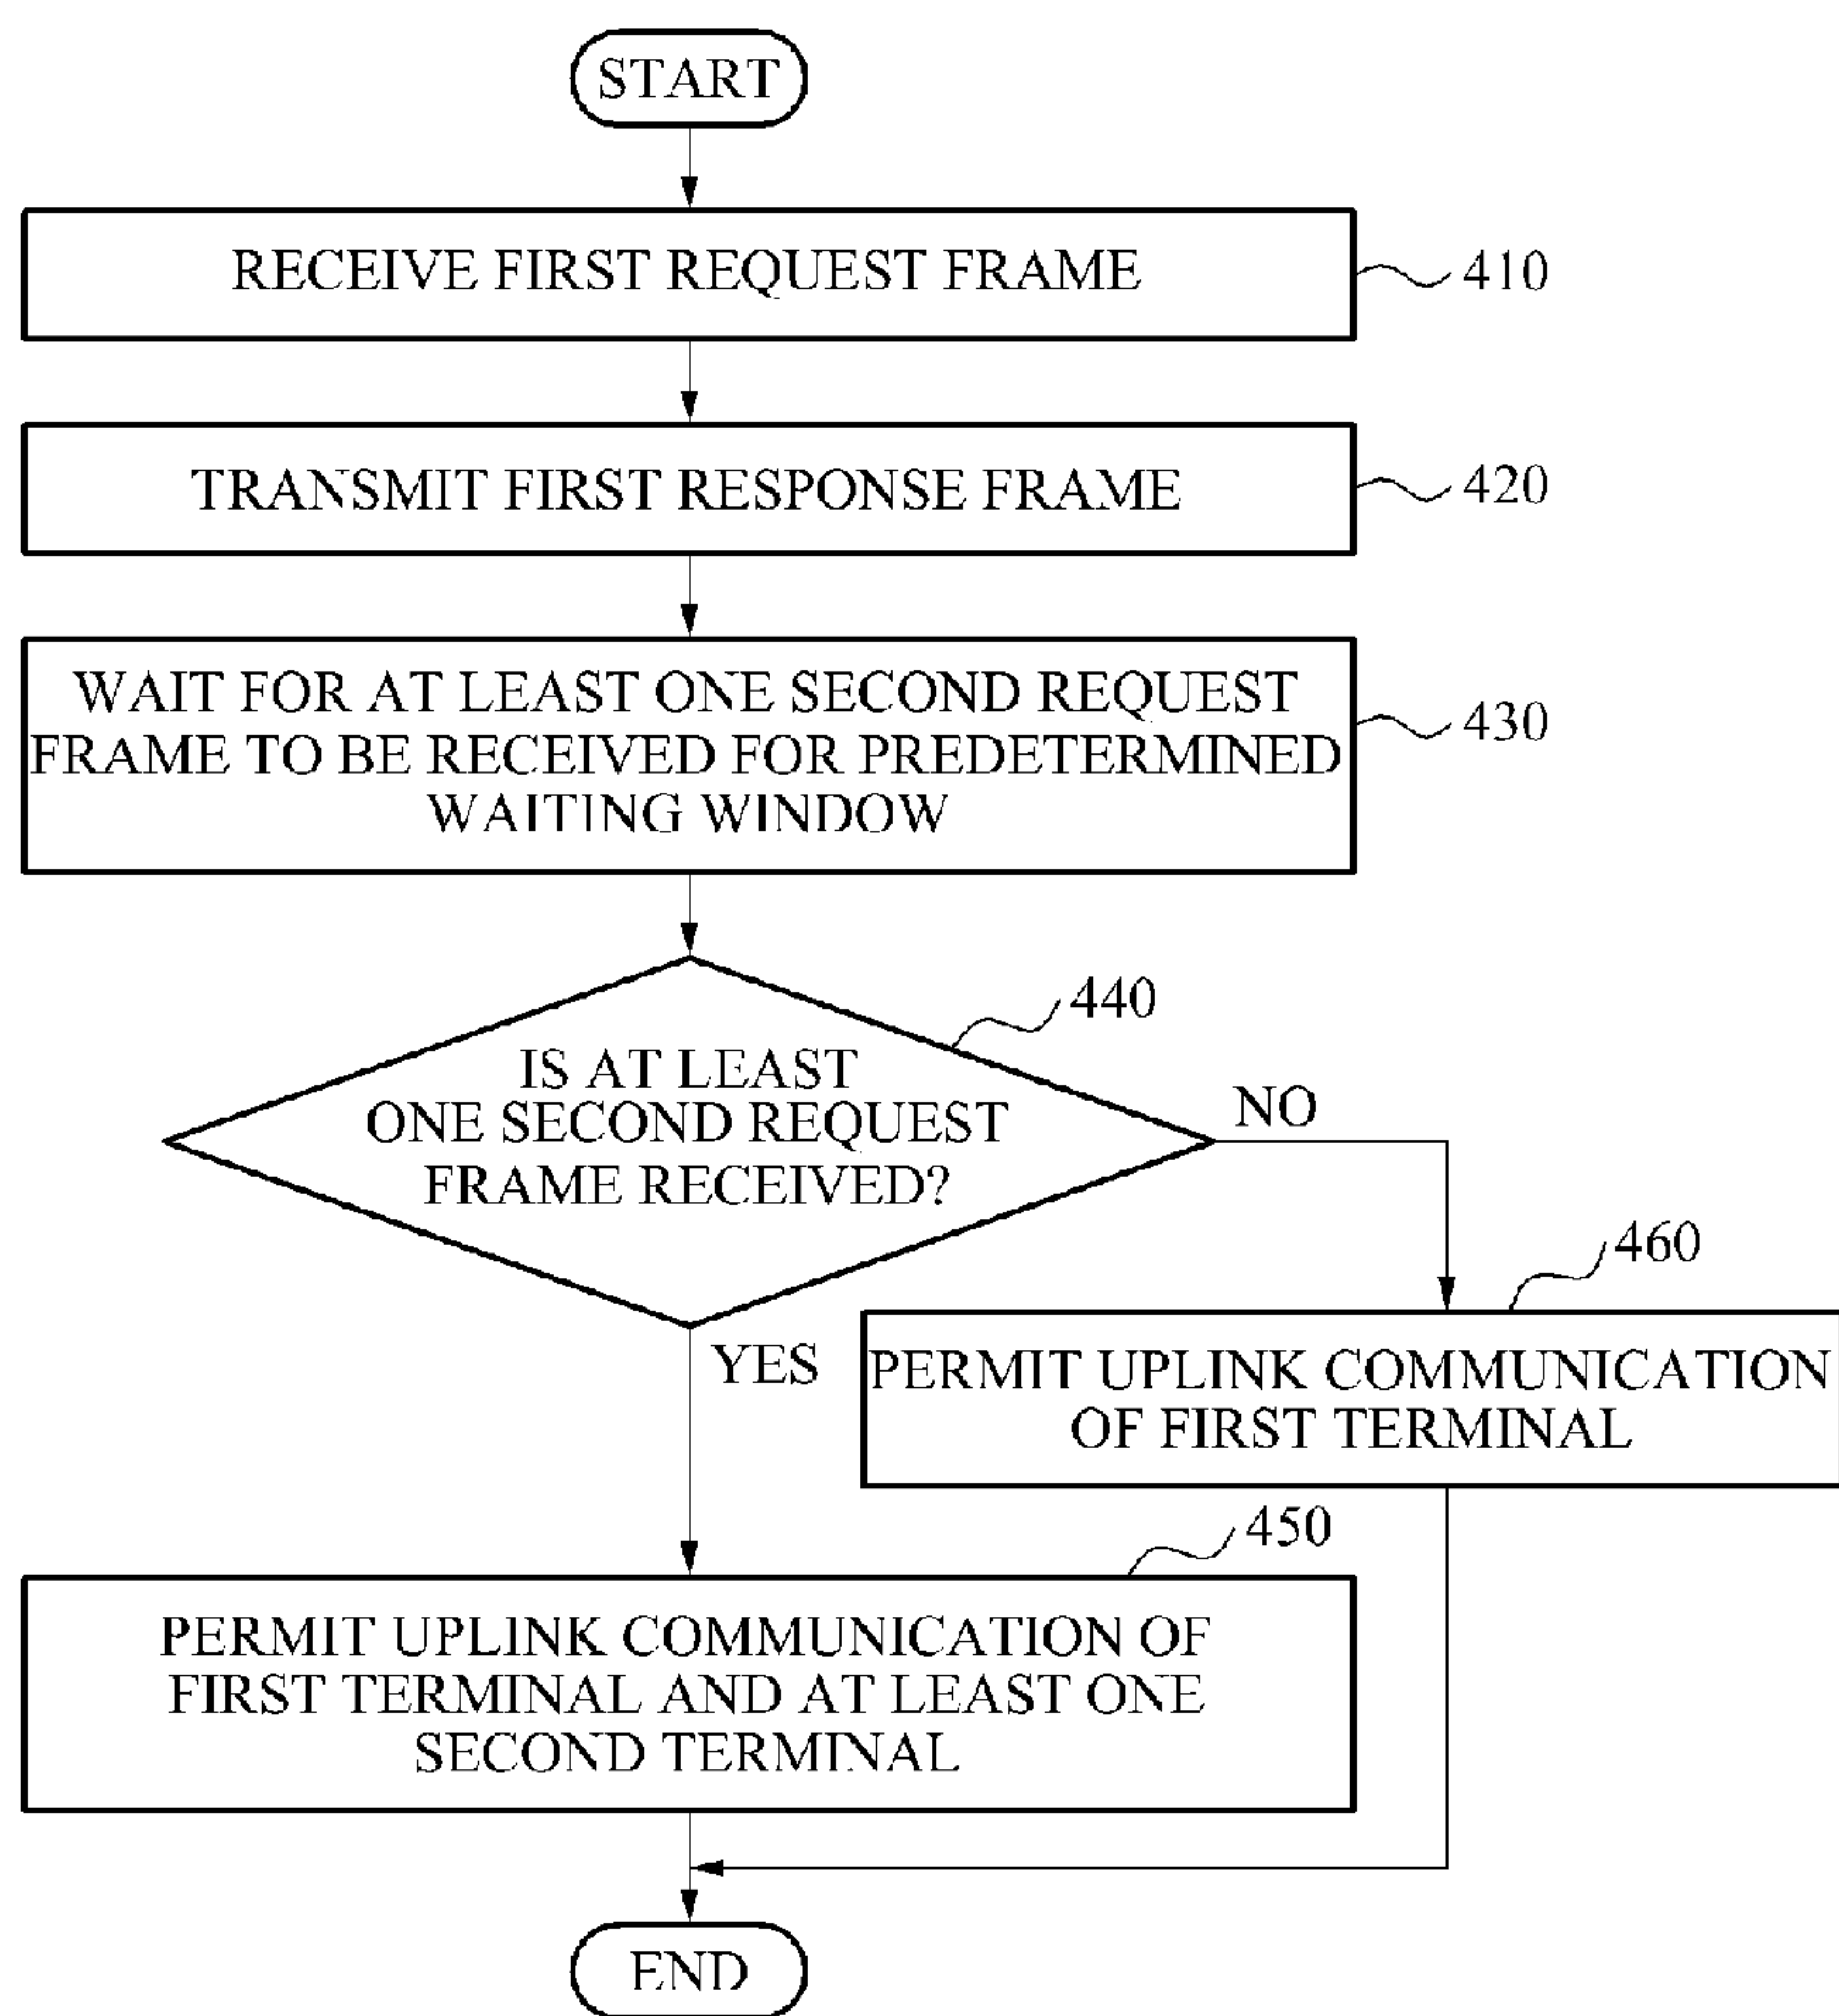 START
RECEIVE FIRST REQUEST FRAME
410
TRANSMIT FIRST RESPONSE FRAME
420
WAIT FOR AT LEAST ONE SECOND REQUEST
FRAME TO BE RECEIVED FOR PREDETERMINED
WAITING WINDOW
430
440
IS AT LEAST
ONE SECOND REQUEST
FRAME RECEIVED?
NO
460
YES
PERMIT UPLINK COMMUNICATION
OF FIRST TERMINAL
450
PERMIT UPLINK COMMUNICATION OF
FIRST TERMINAL AND AT LEAST ONE
SECOND TERMINAL
END